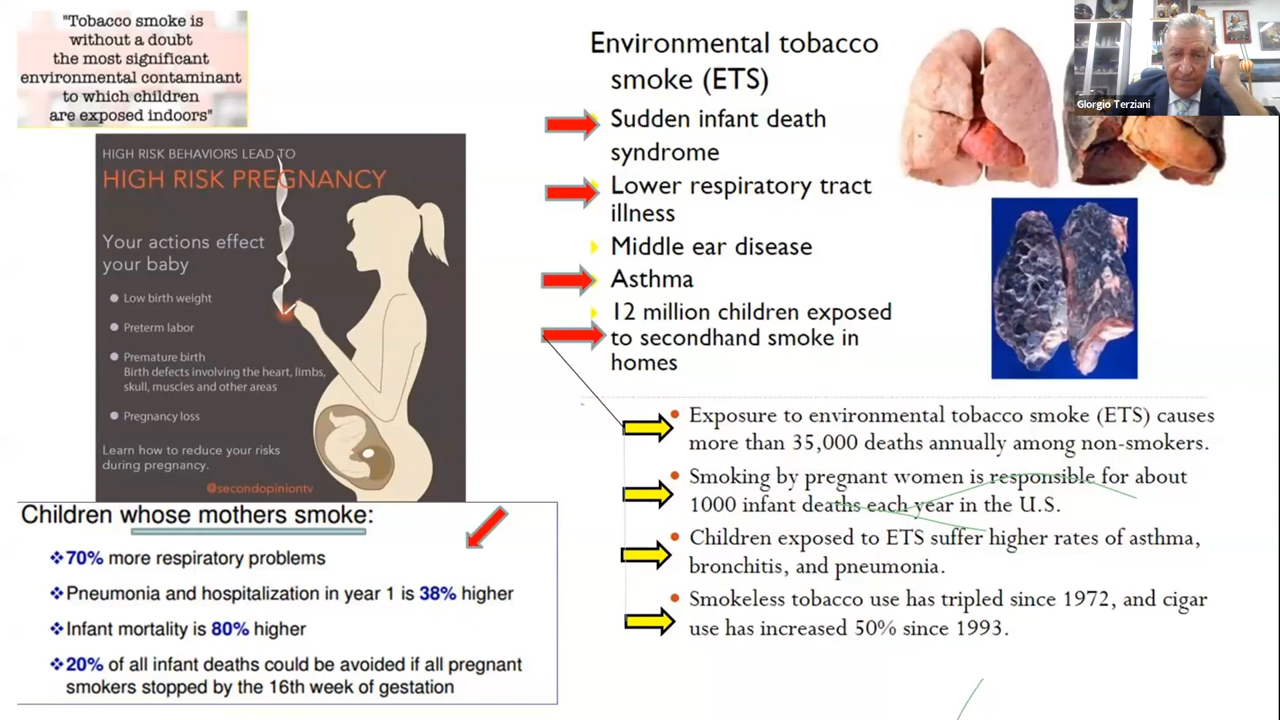 "Tobacco smoke is
without a doubt
the most significant
environmental contaminant
to which children
are exposed indoors"
HIGH RISK BEHAVIORS LEAD TO
HIGH RISK PREGNANCY
Your actions effect
your baby
Low birth weight
Preterm labor
Premature birth
Birth defects involving the heart, limbs,
skull, muscles and other areas
Pregnancy loss
Learn how to reduce your risks
during pregnancy.
@secondopiniontv
Children whose mothers smoke:
70% more respiratory problems
Pneumonia and hospitalization in year 1 is 38% higher
Infant mortality is 80% higher
20% of all infant deaths could be avoided if all pregnant
smokers stopped by the 16th week of gestation
Environmental tobacco
smoke (ETS)
Sudden infant death
syndrome
Lower respiratory tract
illness
Middle ear disease
Asthma
12 million children exposed
to secondhand smoke in
homes
Exposure to environmental tobacco smoke (ETS) causes
more than 35,000 deaths annually among non-smokers.
Smoking by pregnant women is responsible for about
1000 infant deaths each year in the U.S.
Children exposed to ETS suffer higher rates of asthma,
bronchitis, and pneumonia.
Smokeless tobacco use has tripled since 1972, and cigar
use has increased 50% since 1993.
GIorgio Terziani